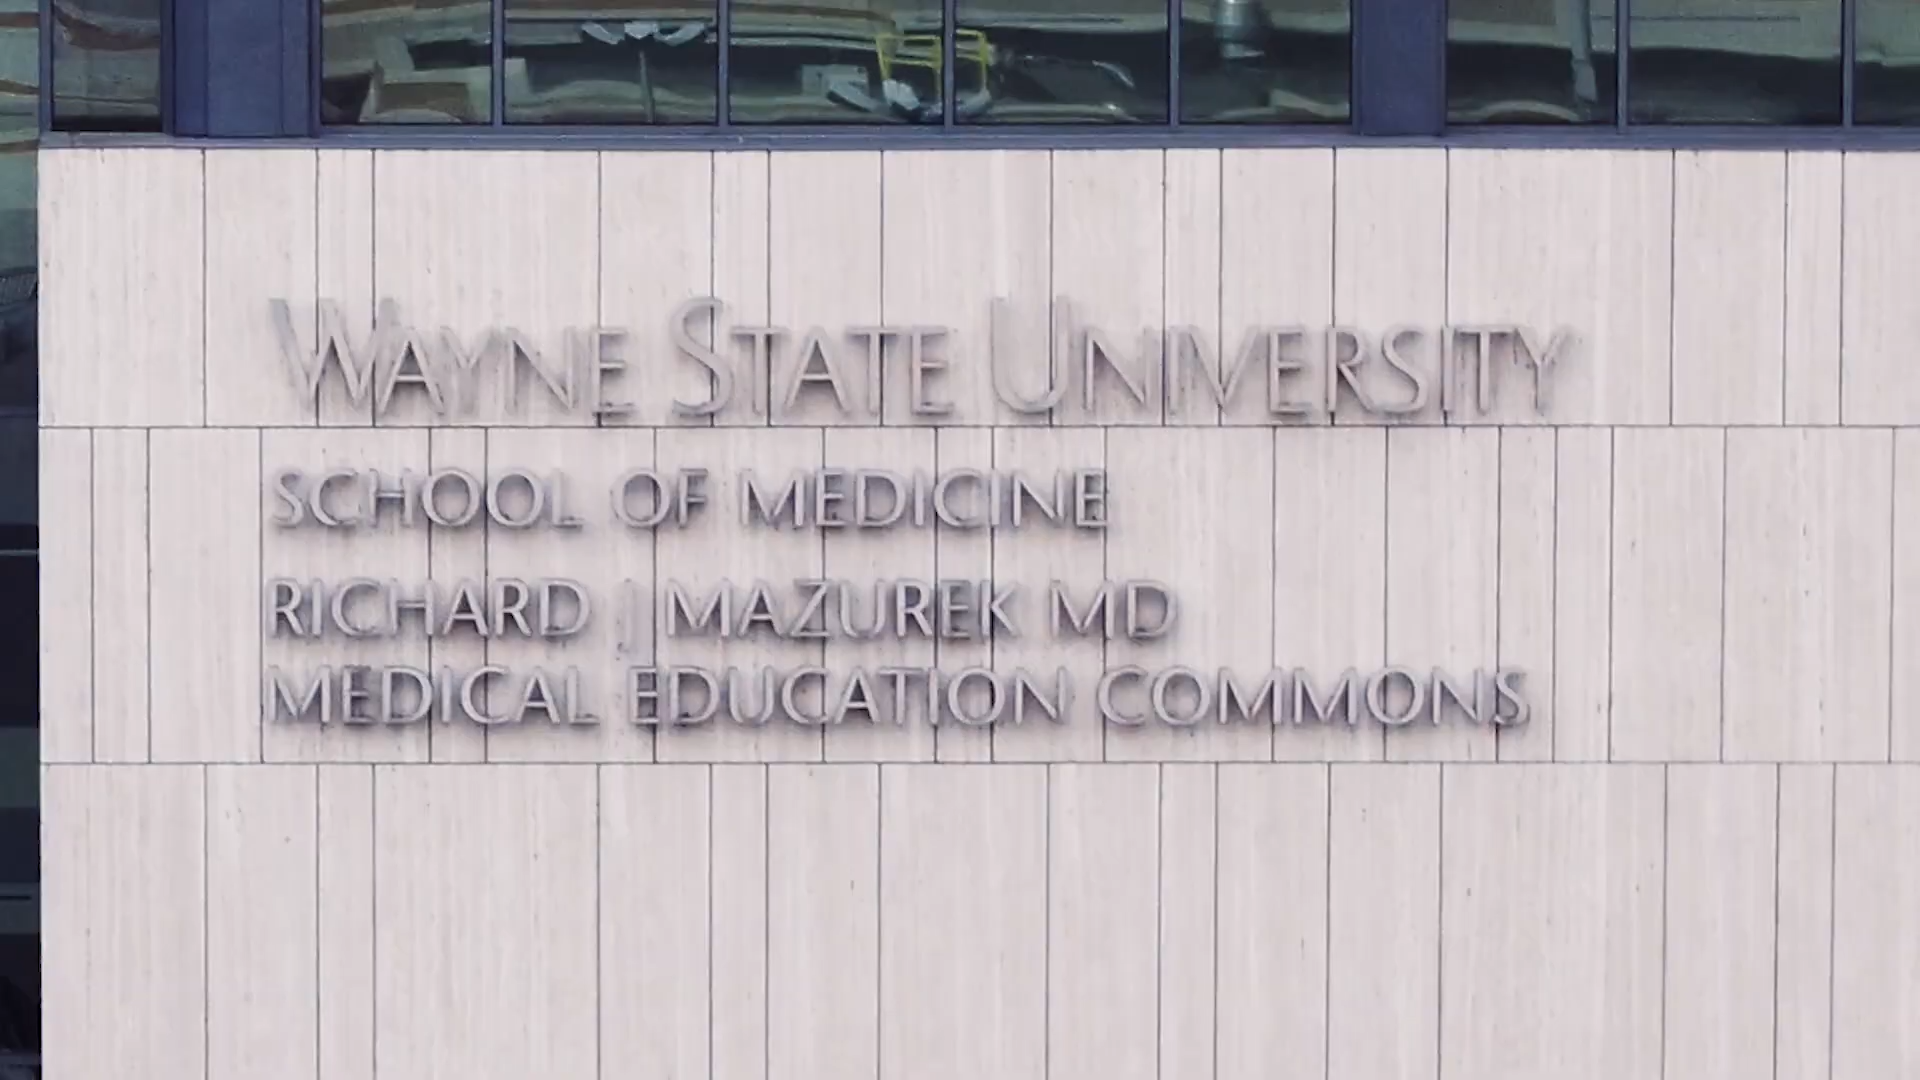 WAYNE STATE UNIVERSITY
SCHOOL OF MEDICINE
RICHARD J MAZUREK MD
MEDICAL EDUCATION COMMONS